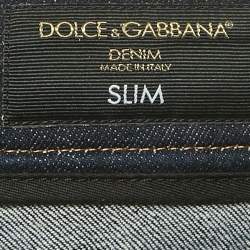 DOLCE & GABBANA
DENIM
MADE IN ITALY
SLIM